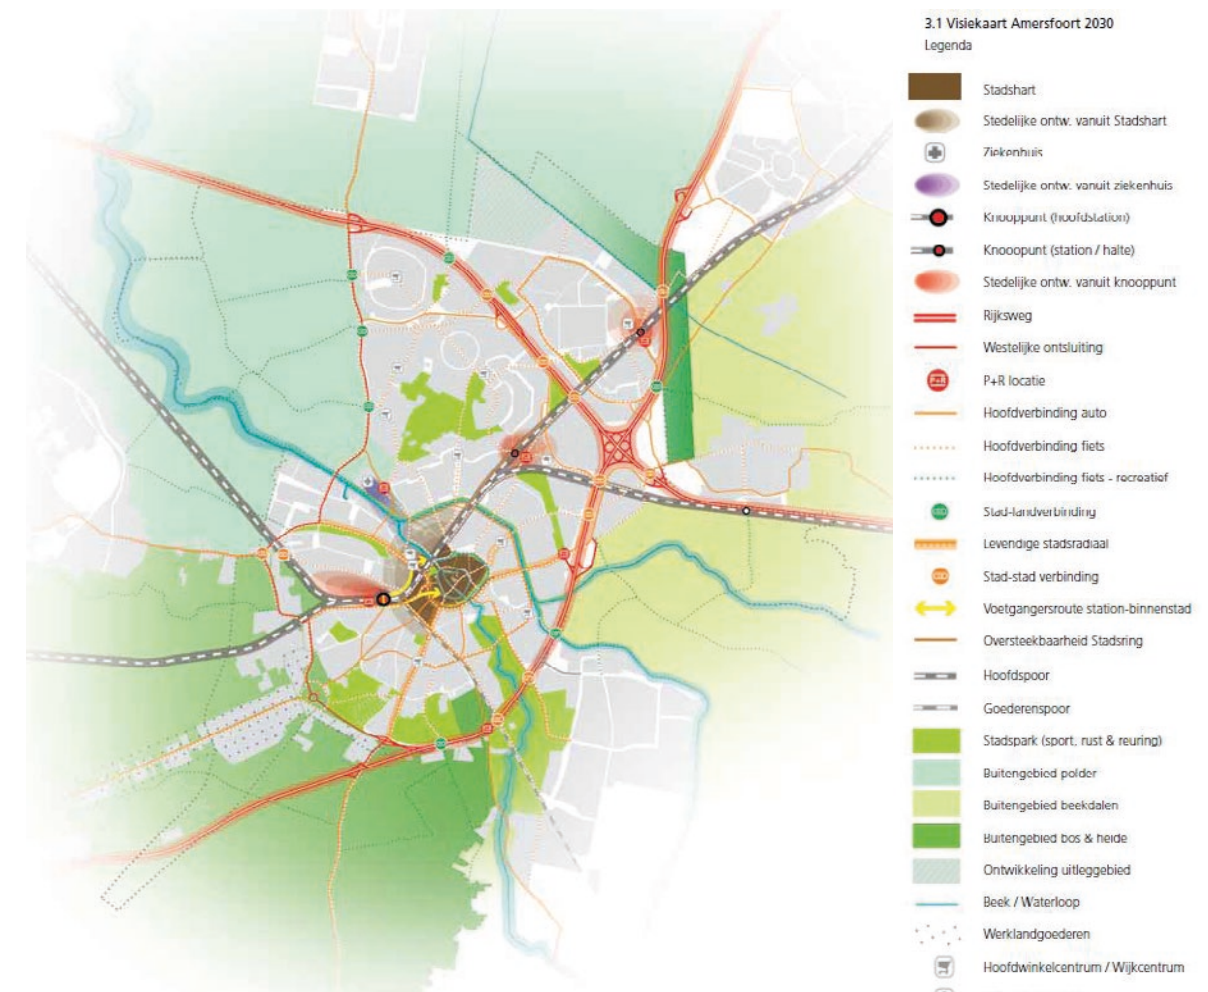 3.1 Visiekaart Amersfoort 2030
Legenda
Stadshart
Stedelijke ontw. vanuit Stadshart
Ziekenhuis
Stedelijke ontw. vanuit ziekenhuis
Knooppunt (hoofdstation)
Knooopunt (station / halte)
Stedelijke ontw. vanuit knooppunt
Rijksweg
Westelijke ontsluiting
P+R
P+R locatie
Hoofdverbinding auto
Hoofdverbinding fiets
Hoofdverbinding fiets - recreatief
Stad-landverbinding
Levendige stadsradiaal
Stad-stad verbinding
Voetgangersroute station-binnenstad
Oversteekbaarheid Stadsring
Hoofdspoor
Goederenspoor
Stadspark (sport, rust & reuring)
Buitengebied polder
Buitengebied beekdalen
Buitengebied bos & heide
Ontwikkeling uitleggebied
Beek / Waterloop
Werklandgoederen
Hoofdwinkelcentrum / Wijkcentrum